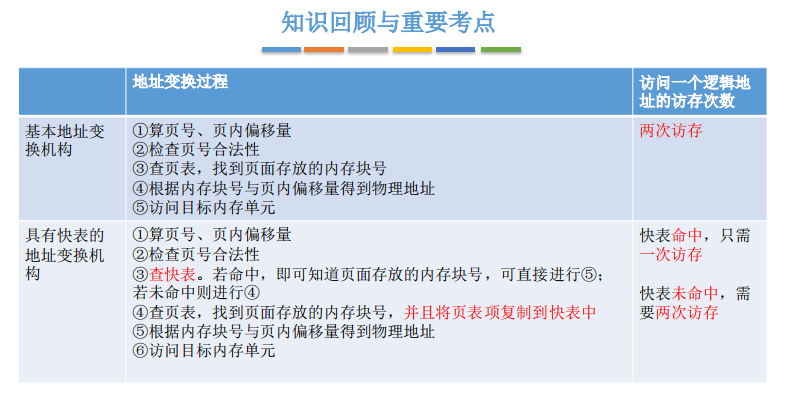 知识回顾与重要考点
地址变换过程
访问一个逻辑地
址的访存次数
基本地址变
换机构
①算页号、页内偏移量
②检查页号合法性
③查页表，找到页面存放的内存块号
④根据内存块号与页内偏移量得到物理地址
⑤访问目标内存单元
两次访存
具有快表的
地址变换机
构
①算页号、页内偏移量
②检查页号合法性
③查快表。若命中，即可知道页面存放的内存块号，可直接进行⑤；
若未命中则进行④
④查页表，找到页面存放的内存块号，并且将页表项复制到快表中
⑤根据内存块号与页内偏移量得到物理地址
⑥访问目标内存单元
快表命中，只需
一次访存
快表未命中，需
要两次访存